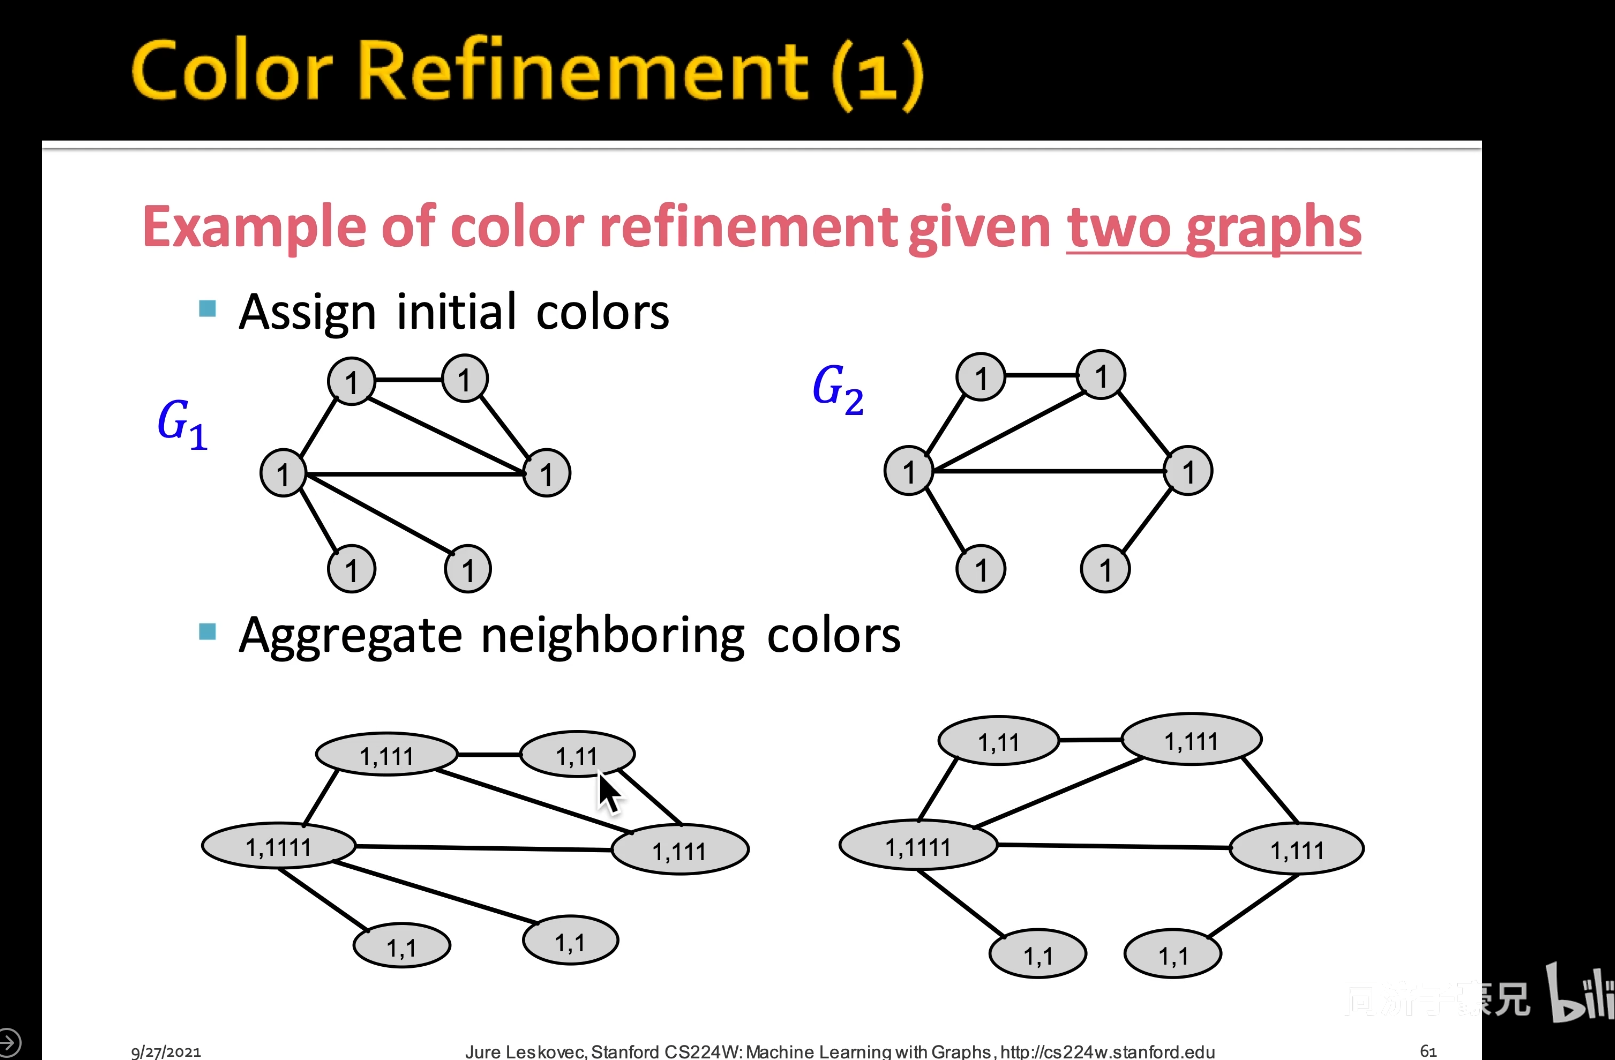 Color Refinement (1)
Example of color refinement given two graphs
Assign initial colors
G₁
1 1
1 1
1 1
G₂
1 1
1 1
1 1
Aggregate neighboring colors
1,111 1,11
1,1111 1,111
1,1 1,1
1,11 1,111
1,1111 1,111
1,1 1,1
豪兄 bili
9/27/2021
Jure Leskovec, Stanford CS224W: Machine Learning with Graphs, http://cs224w.stanford.edu
61